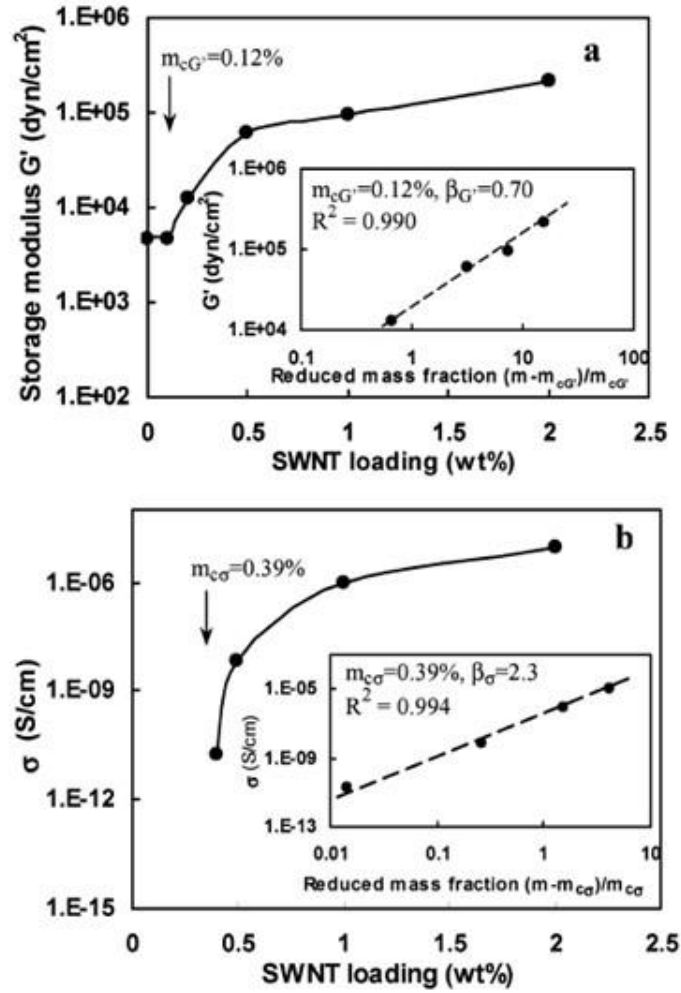 a
m_cG'=0.12%
Storage modulus G' (dyn/cm²)
1.E+06
1.E+05
1.E+04
1.E+03
1.E+02
0 0.5 1 1.5 2 2.5
SWNT loading (wt%)
m_cG'=0.12%, β_G'=0.70
R² = 0.990
G' (dyn/cm²)
1.E+06
1.E+05
1.E+04
0.1 1 10 100
Reduced mass fraction (m-m_cG')/m_cG'
b
m_cσ=0.39%
σ (S/cm)
1.E-06
1.E-09
1.E-12
1.E-15
0 0.5 1 1.5 2 2.5
SWNT loading (wt%)
m_cσ=0.39%, β_σ=2.3
R² = 0.994
σ (S/cm)
1.E-05
1.E-09
1.E-13
0.01 0.1 1 10
Reduced mass fraction (m-m_cσ)/m_cσ